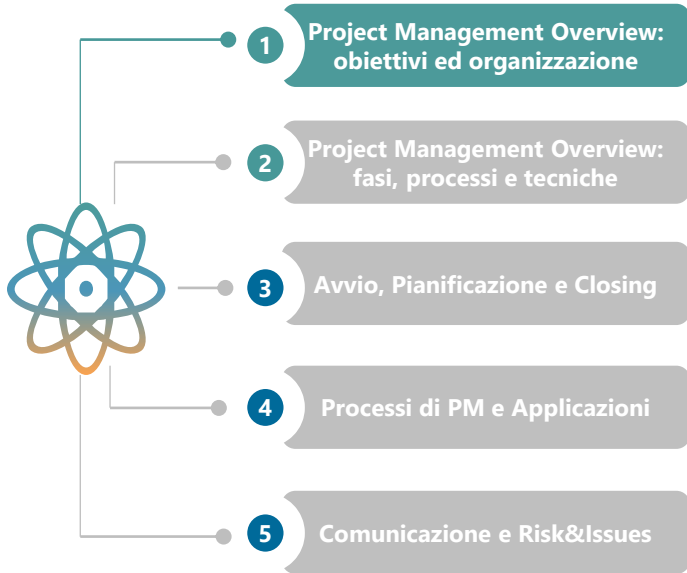 1
Project Management Overview:
obiettivi ed organizzazione
2
Project Management Overview:
fasi, processi e tecniche
3
Avvio, Pianificazione e Closing
4
Processi di PM e Applicazioni
5
Comunicazione e Risk&Issues